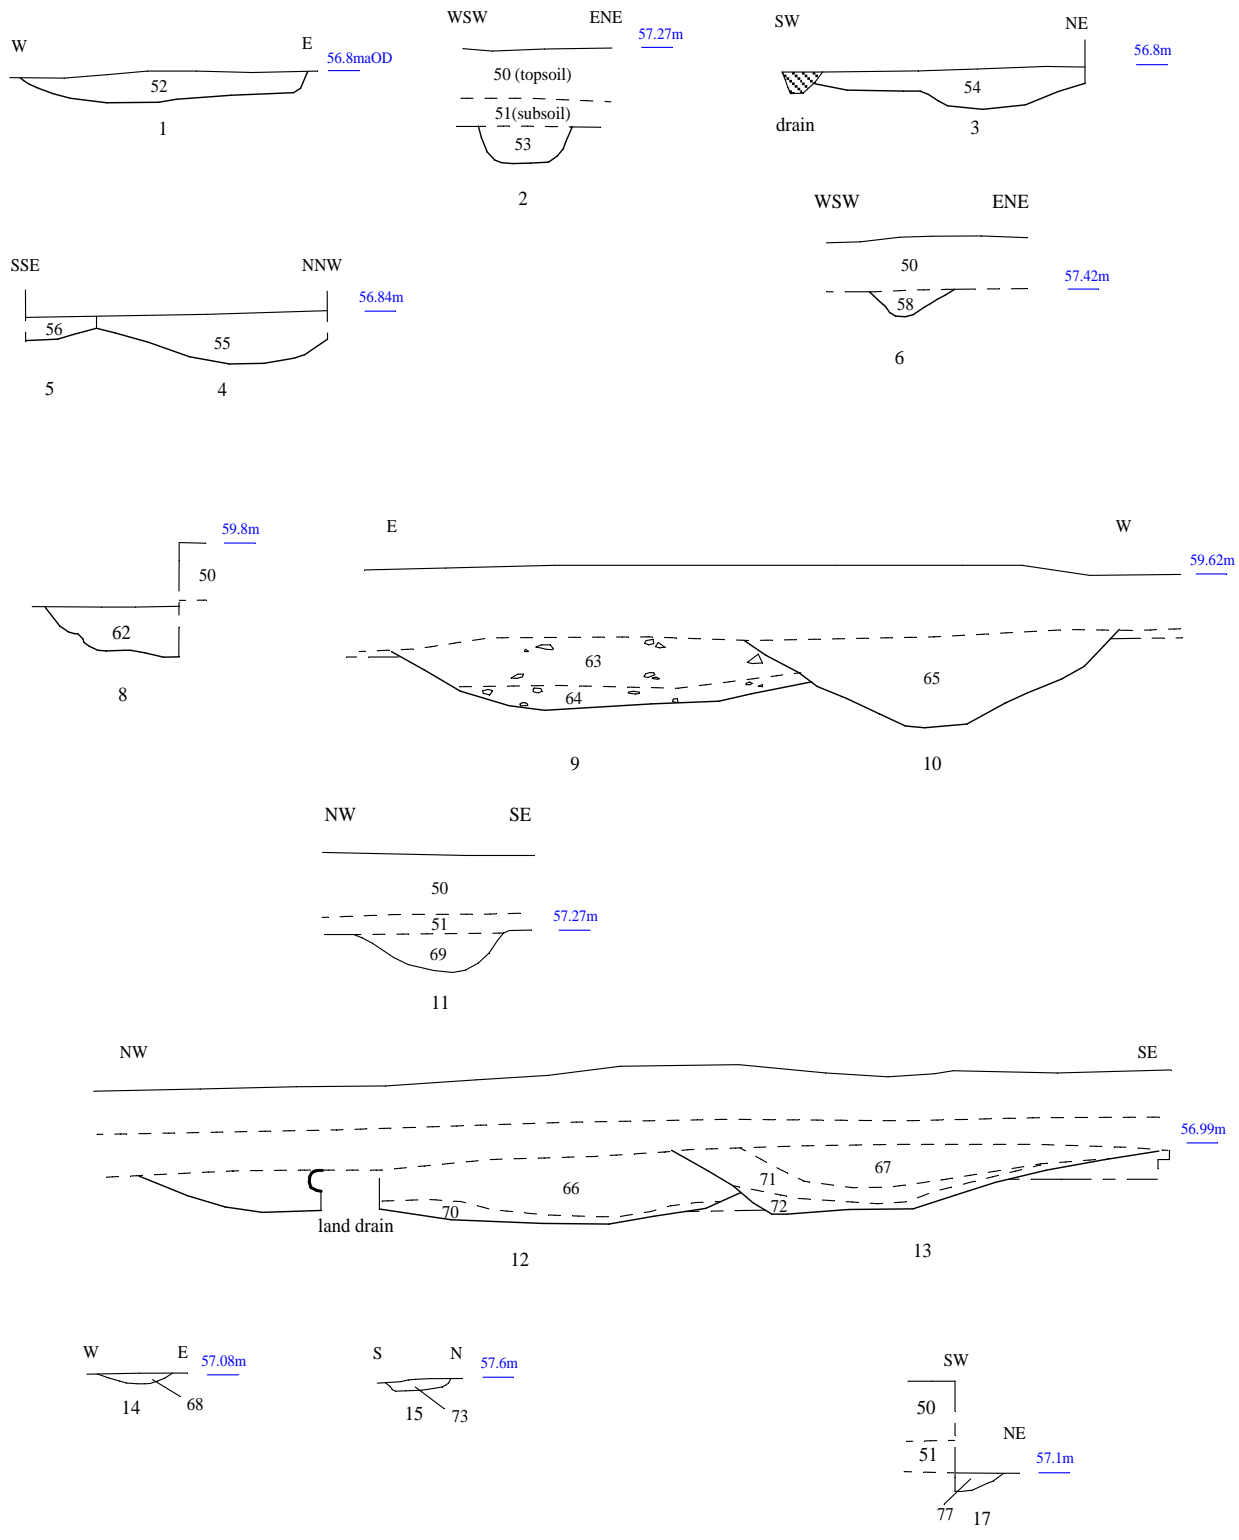 W
E
56.8maOD
52
1
WSW
ENE
57.27m
50 (topsoil)
51(subsoil)
53
2
SW
NE
56.8m
54
drain
3
WSW
ENE
50
57.42m
58
6
SSE
NNW
56.84m
56
55
5
4
59.8m
50
62
8
E
W
59.62m
63
64
65
9
10
NW
SE
50
51
57.27m
69
11
NW
SE
56.99m
67
71
66
70
72
land drain
12
13
W
E
57.08m
68
14
S
N
57.6m
73
15
SW
50
NE
51
57.1m
77
17